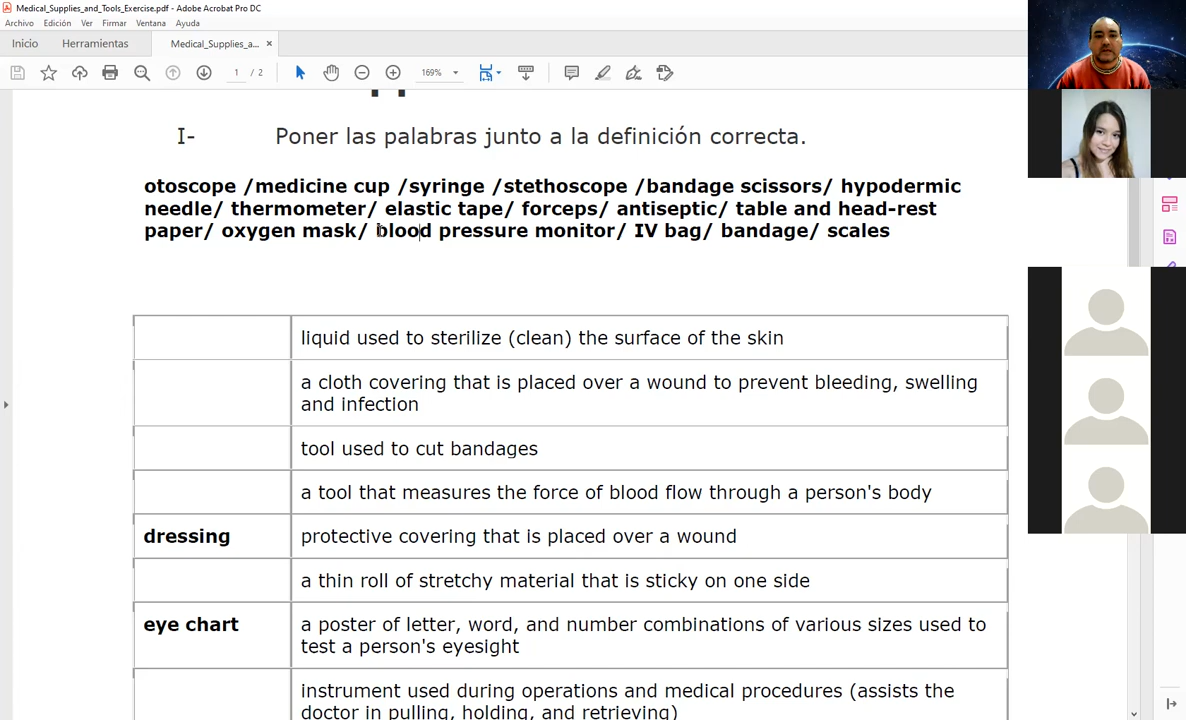 Medical_Supplies_and_Tools_Exercise.pdf - Adobe Acrobat Pro DC
Archivo Edición Ver Firmar Ventana Ayuda
Inicio Herramientas Medical_Supplies_a... ×
1 / 2 169%
I- Poner las palabras junto a la definición correcta.
otoscope /medicine cup /syringe /stethoscope /bandage scissors/ hypodermic
needle/ thermometer/ elastic tape/ forceps/ antiseptic/ table and head-rest
paper/ oxygen mask/ blood pressure monitor/ IV bag/ bandage/ scales
liquid used to sterilize (clean) the surface of the skin
a cloth covering that is placed over a wound to prevent bleeding, swelling
and infection
tool used to cut bandages
a tool that measures the force of blood flow through a person's body
dressing protective covering that is placed over a wound
a thin roll of stretchy material that is sticky on one side
eye chart a poster of letter, word, and number combinations of various sizes used to
test a person's eyesight
instrument used during operations and medical procedures (assists the
doctor in pulling, holding, and retrieving)